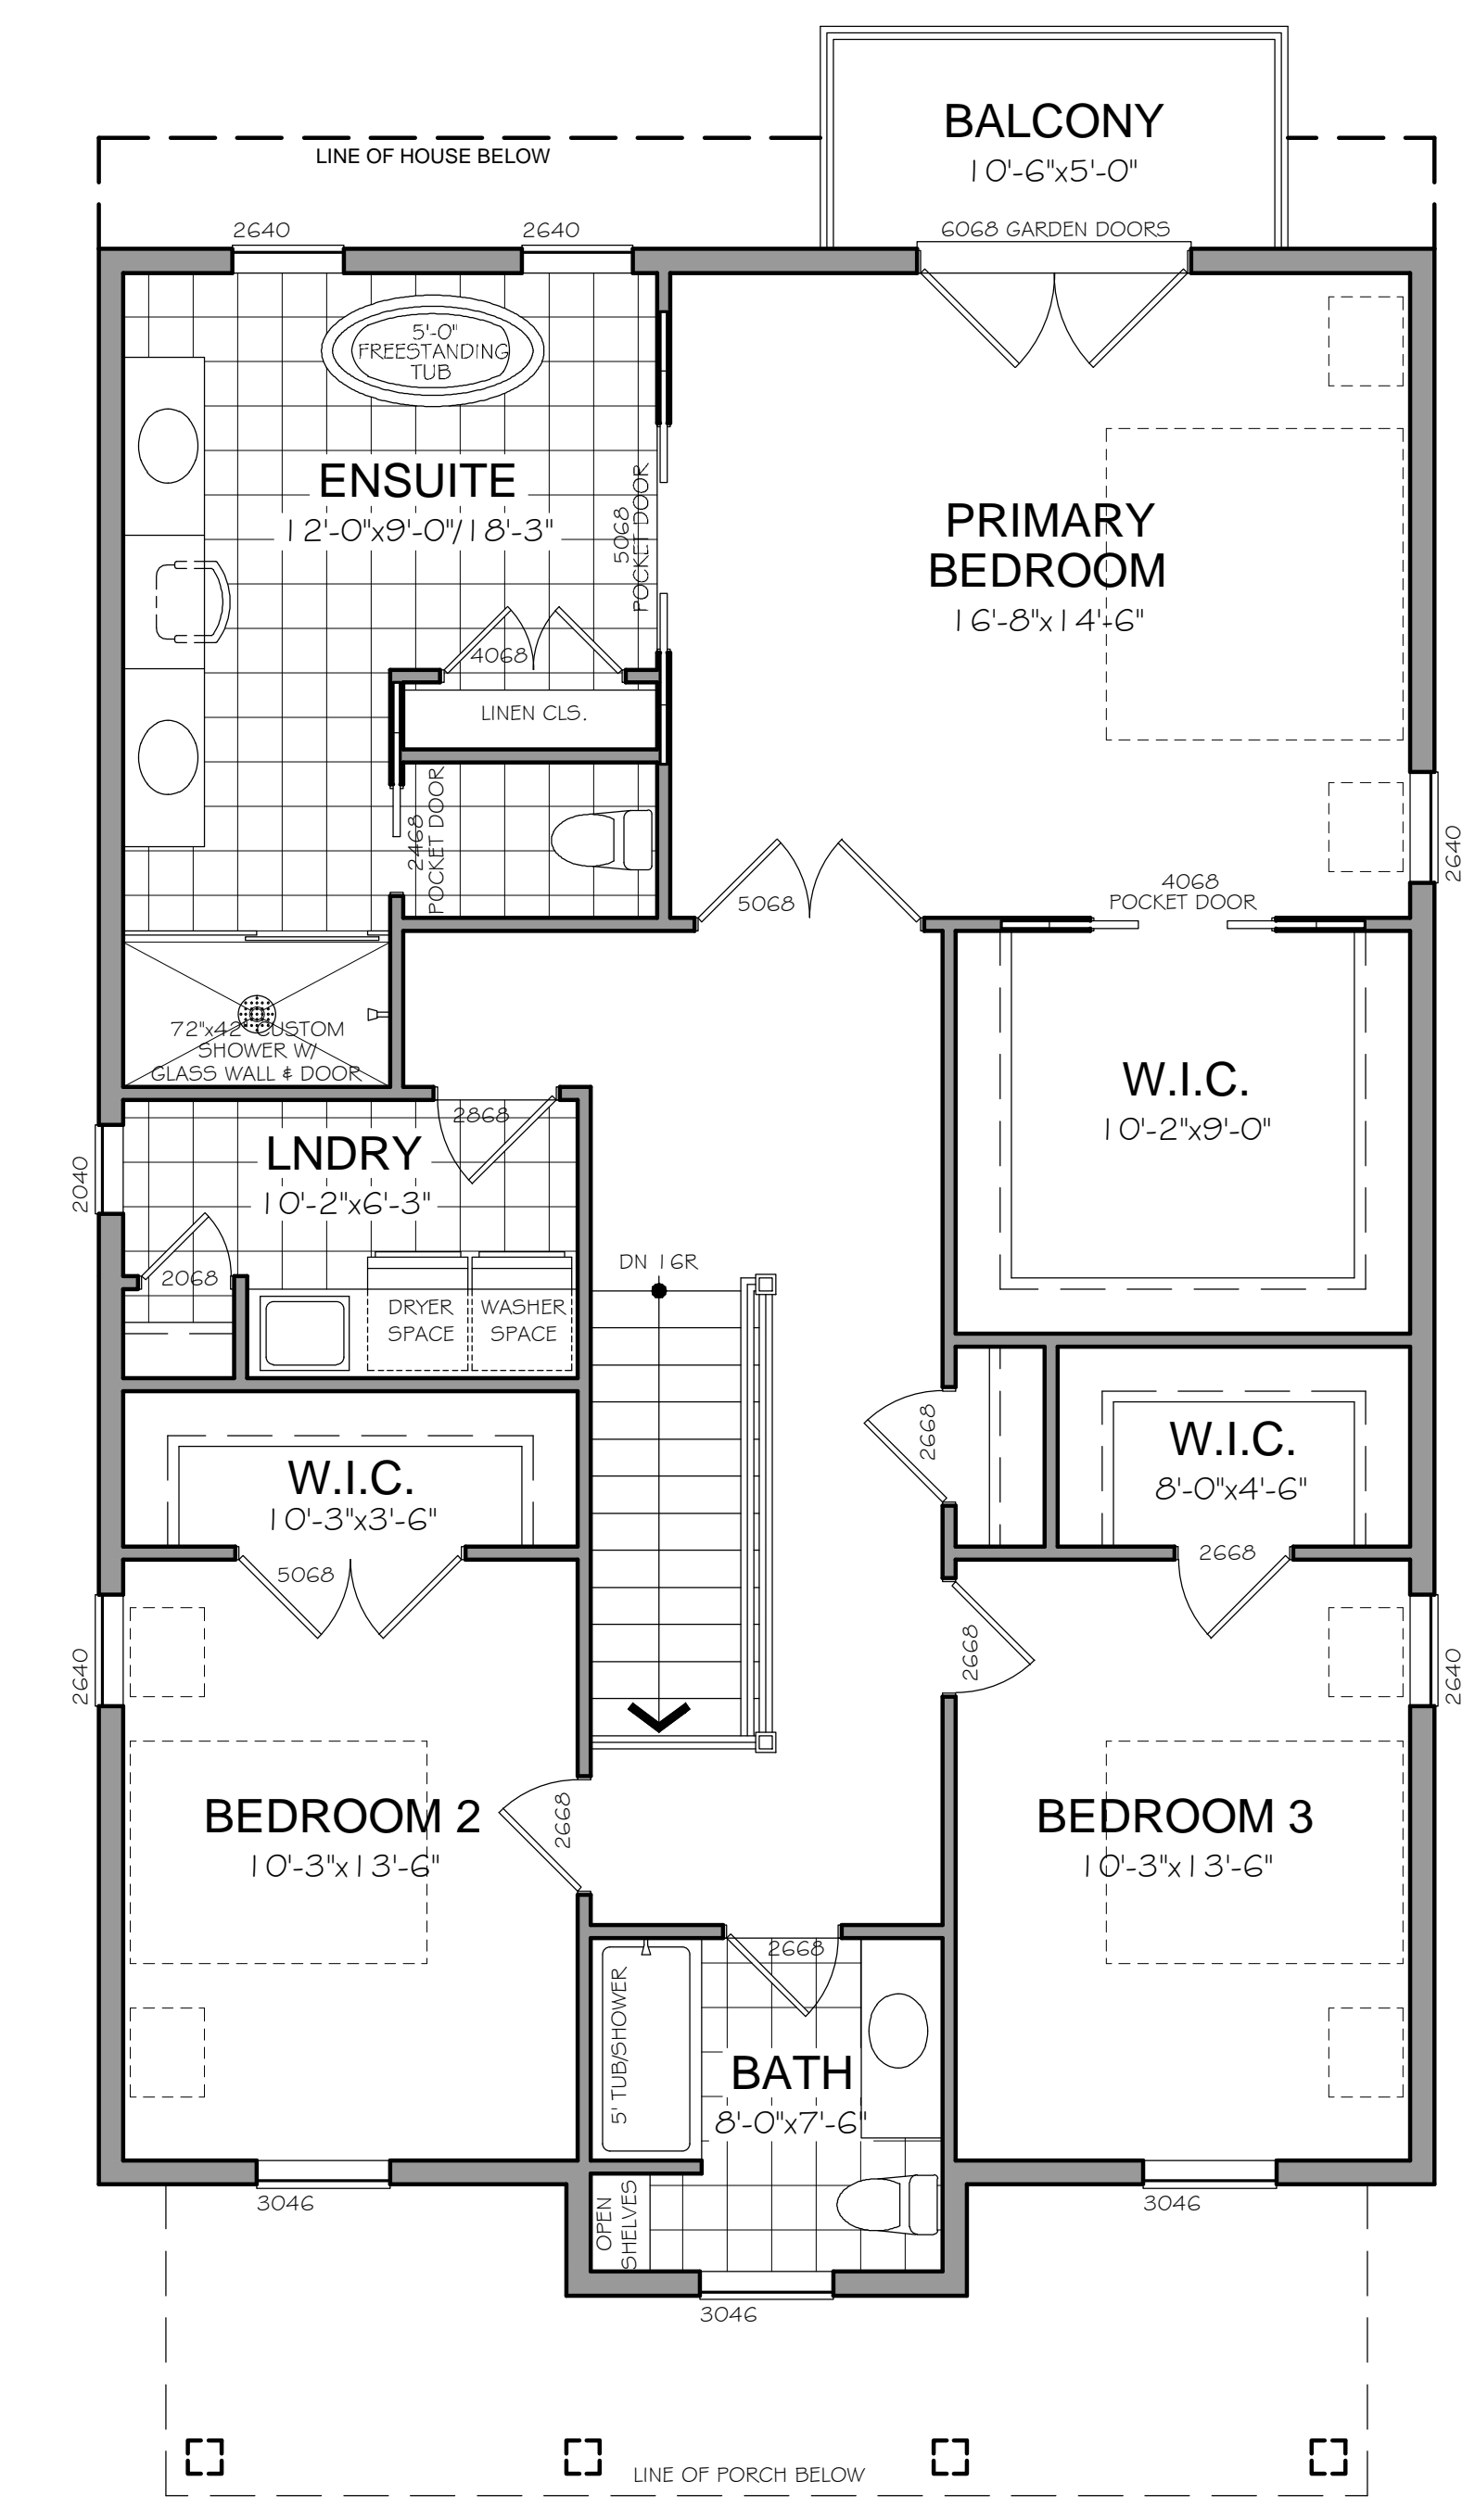 BALCONY
10'-6"x5'-0"
LINE OF HOUSE BELOW
2640
2640
6068 GARDEN DOORS
5'-0"
FREESTANDING
TUB
ENSUITE
12'-0"x9'-0"/18'-3"
5068
POCKET DOOR
PRIMARY
BEDROOM
16'-8"x14'-6"
4068
LINEN CLS.
2468
POCKET DOOR
2640
5068
4068
POCKET DOOR
72"x42" CUSTOM
SHOWER W/
GLASS WALL & DOOR
W.I.C.
10'-2"x9'-0"
2868
LNDRY
10'-2"x6'-3"
2040
2068
DRYER
SPACE
WASHER
SPACE
DN 16R
2668
W.I.C.
8'-0"x4'-6"
W.I.C.
10'-3"x3'-6"
5068
2668
2640
2668
2640
BEDROOM 2
10'-3"x13'-6"
2668
BEDROOM 3
10'-3"x13'-6"
2668
5' TUB/SHOWER
BATH
8'-0"x7'-6"
OPEN
SHELVES
3046
3046
3046
LINE OF PORCH BELOW